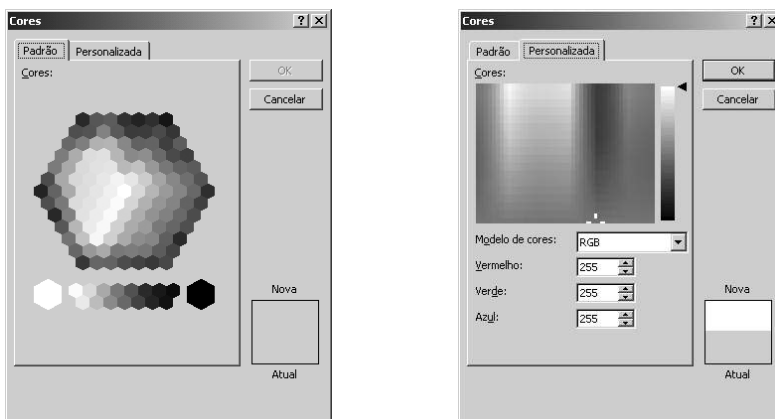 Cores
Padrão
Personalizada
Cores:
OK
Cancelar
Nova
Atual
Cores
Padrão
Personalizada
Cores:
OK
Cancelar
Modelo de cores:
RGB
Vermelho:
255
Verde:
255
Azul:
255
Nova
Atual